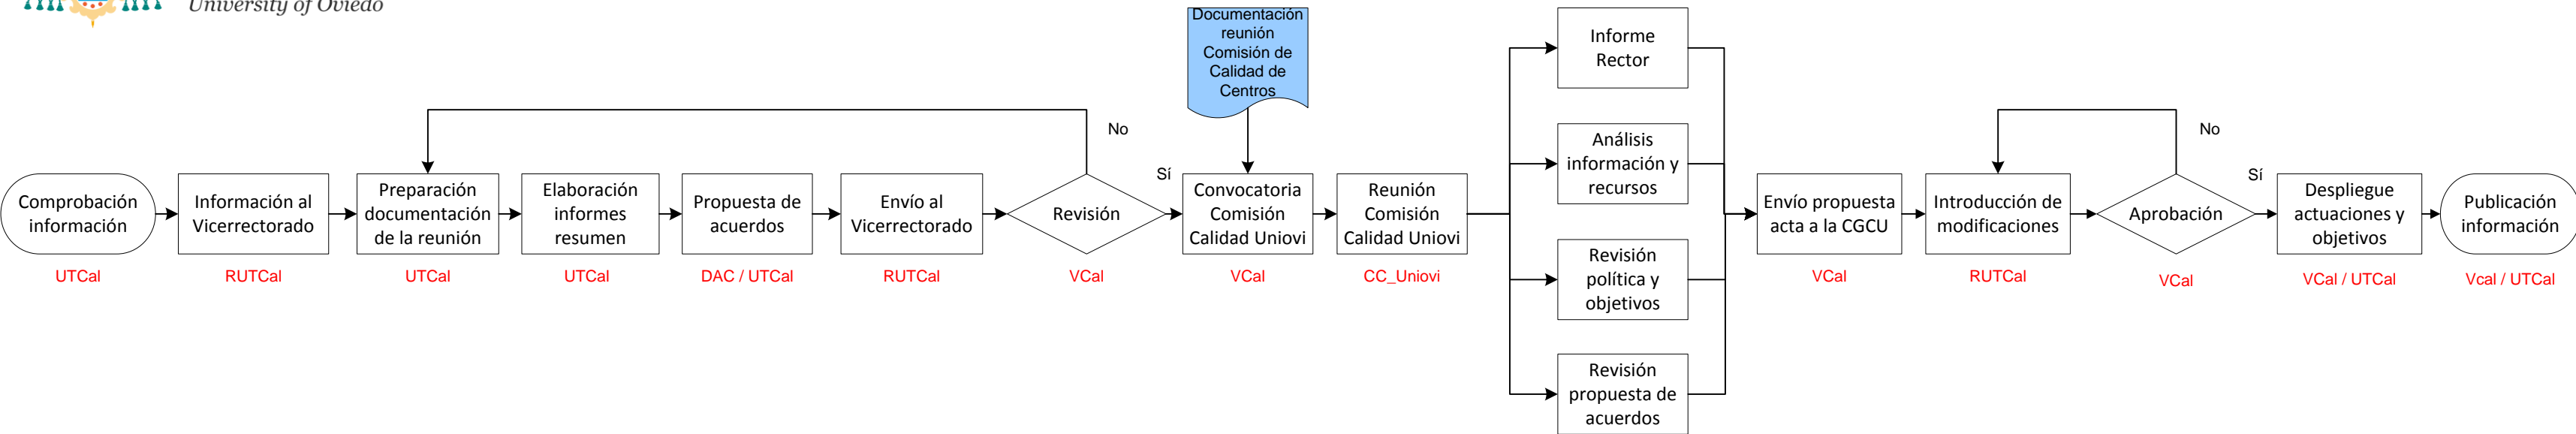 University of Oviedo
Documentación
reunión
Comisión de
Calidad de
Centros
Informe
Rector
No
No
Análisis
información y
recursos
Sí
Sí
Comprobación
información
UTCal
Información al
Vicerrectorado
RUTCal
Preparación
documentación
de la reunión
UTCal
Elaboración
informes
resumen
UTCal
Propuesta de
acuerdos
DAC / UTCal
Envío al
Vicerrectorado
RUTCal
Revisión
VCal
Convocatoria
Comisión
Calidad Uniovi
VCal
Reunión
Comisión
Calidad Uniovi
CC_Uniovi
Revisión
política y
objetivos
Revisión
propuesta de
acuerdos
Envío propuesta
acta a la CGCU
VCal
Introducción de
modificaciones
RUTCal
Aprobación
VCal
Despliegue
actuaciones y
objetivos
VCal / UTCal
Publicación
información
Vcal / UTCal